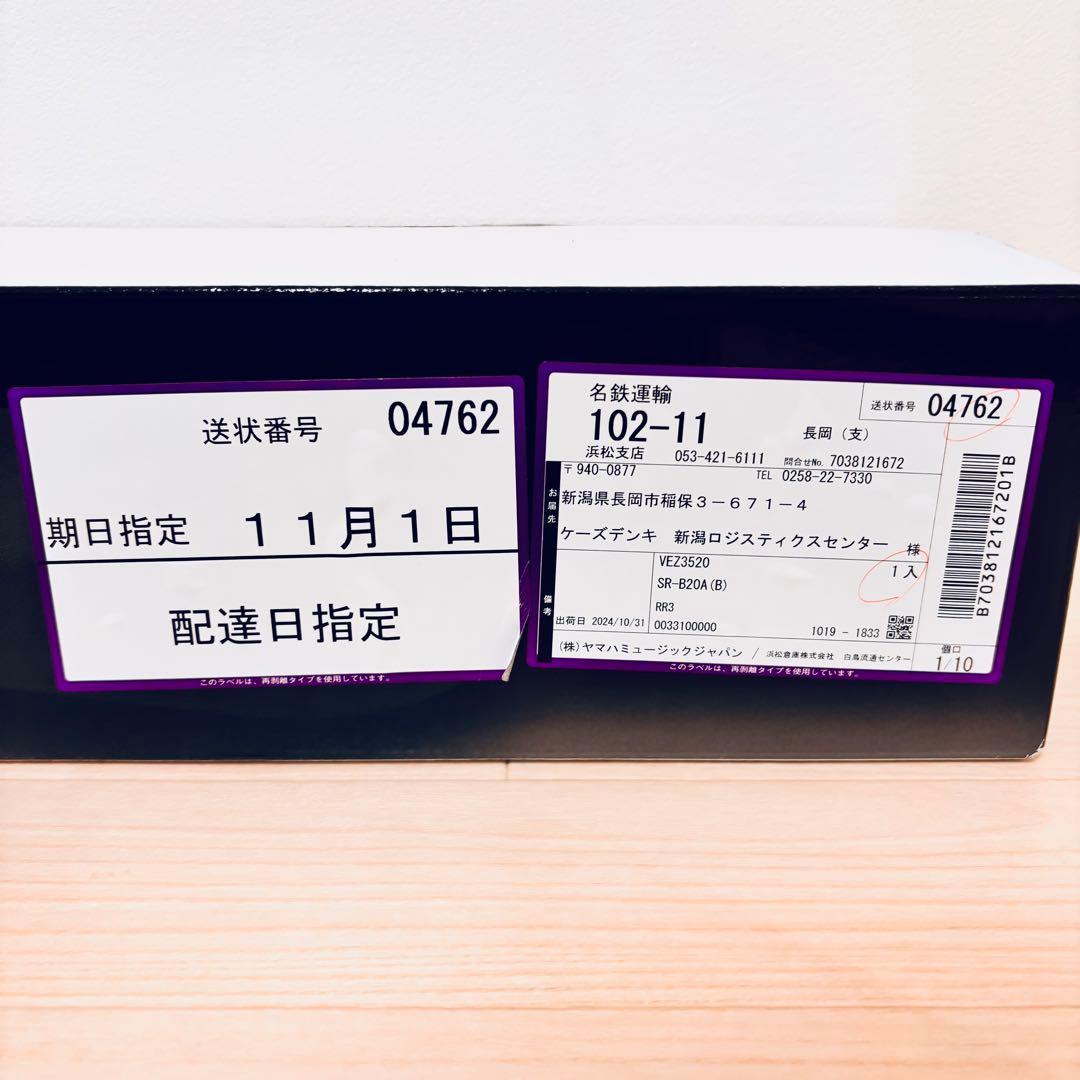 送状番号 04762
期日指定 11月1日
配達日指定
このラベルは、再剥離タイプを使用しています。
名鉄運輸
送状番号 04762
102-11 長岡（支）
浜松支店 053-421-6111 問合せNo. 7038121672
〒940-0877 TEL 0258-22-7330
お届先
新潟県長岡市稲保３－６７１－４
ケーズデンキ　新潟ロジスティクスセンター 様
VEZ3520 1入
SR-B20A(B)
備考
RR3
出荷日 2024/10/31 0033100000 1019 - 1833
(株)ヤマハミュージックジャパン / 浜松倉庫株式会社 白鳥流通センター
個口
1/10
B703812167201B
このラベルは、再剥離タイプを使用しています。